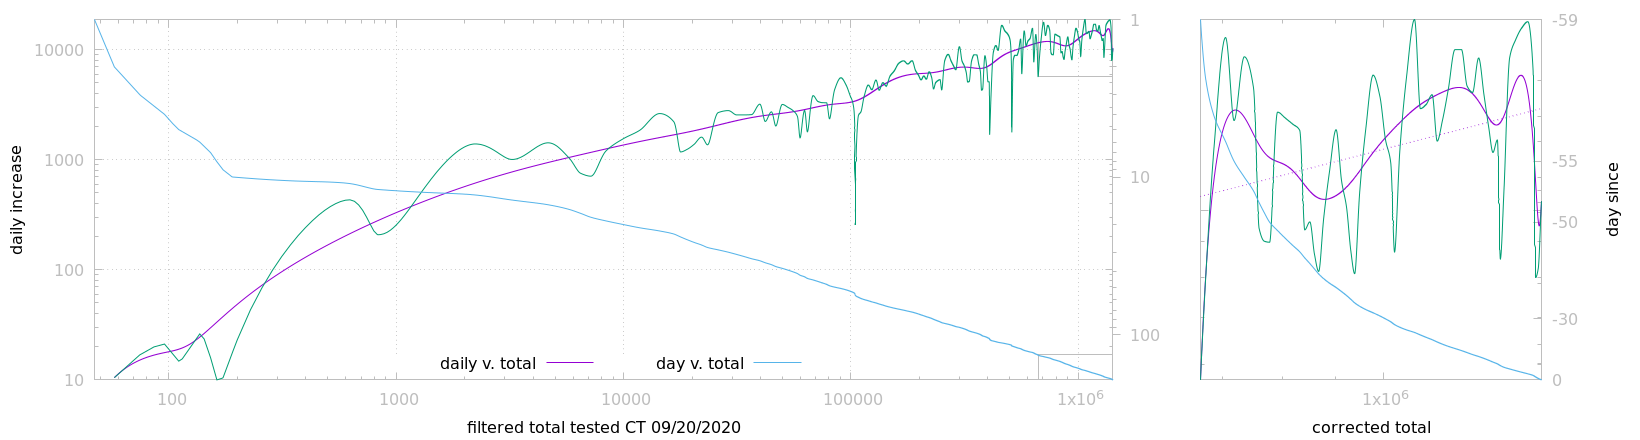 daily increase
10000
1000
100
10
daily v. total
day v. total
100
1000
10000
100000
1x10^6
filtered total tested CT 09/20/2020
1
10
100
1x10^6
corrected total
-59
-55
-50
-30
0
day since